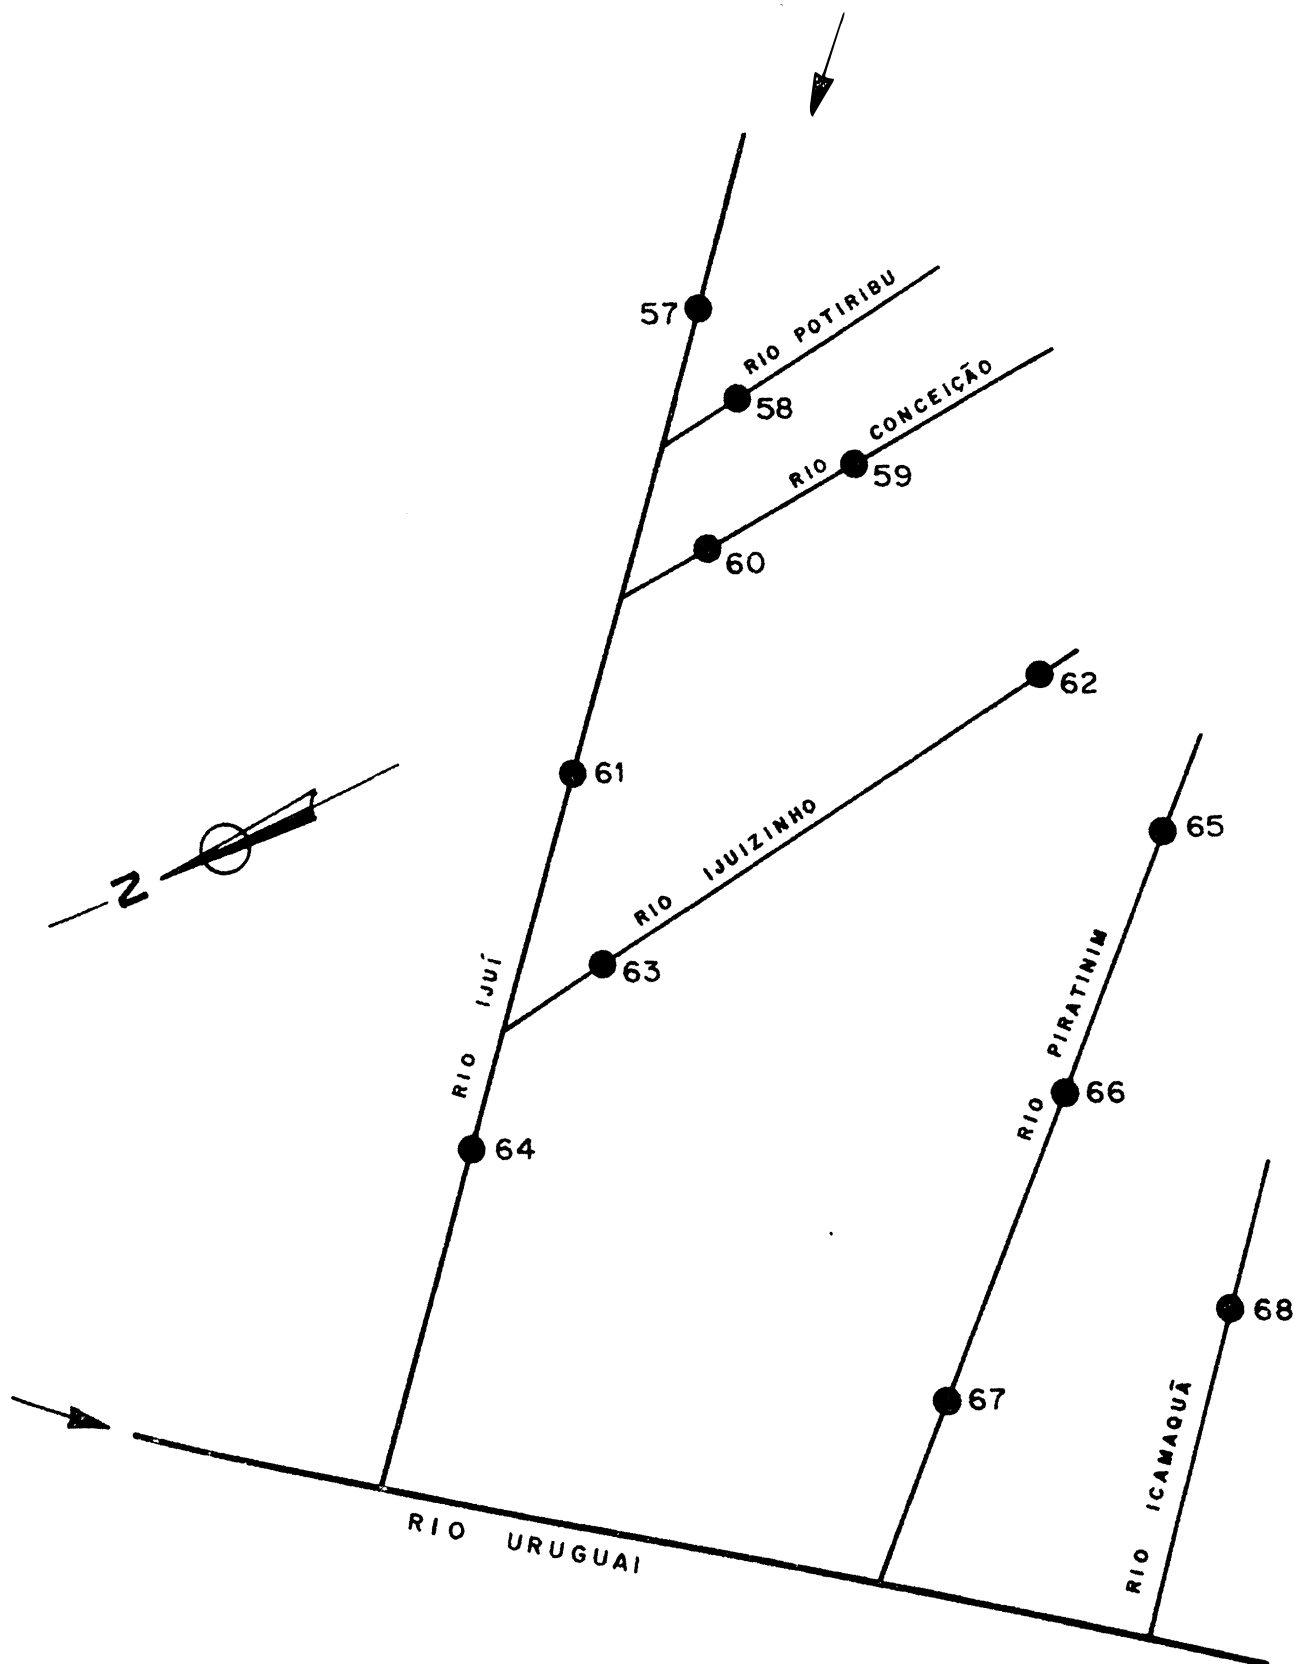 57
RIO POTIRIBU
58
RIO CONCEIÇÃO
59
60
62
61
65
RIO IJUIZINHO
N
63
RIO IJUÍ
RIO PIRATINIM
66
64
68
67
RIO ICAMAQUÃ
RIO URUGUAI